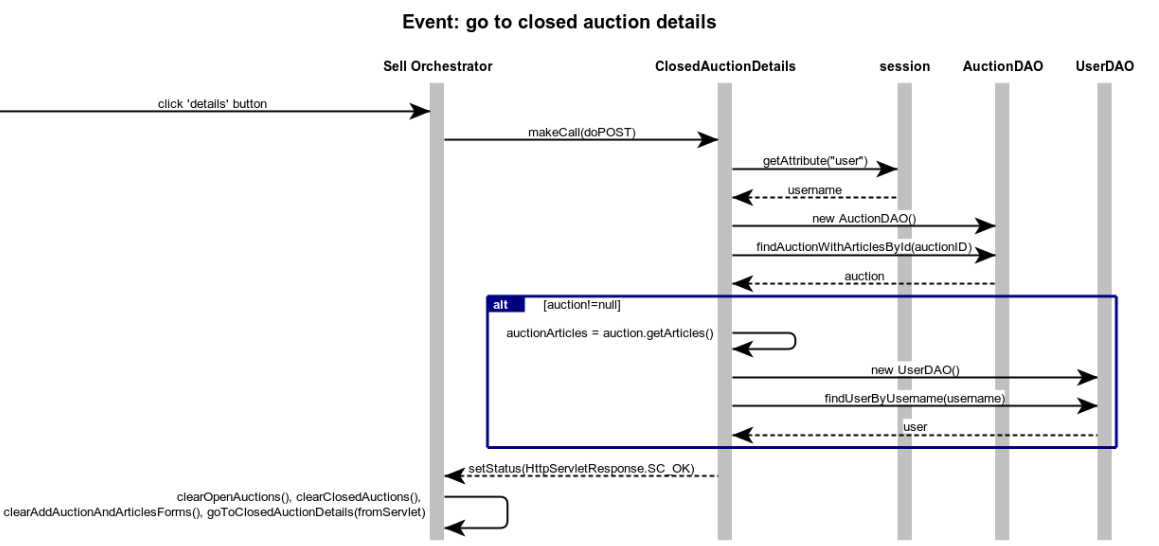 Event: go to closed auction details
Sell Orchestrator
ClosedAuctionDetails
session
AuctionDAO
UserDAO
click 'details' button
makeCall(doPOST)
getAttribute("user")
username
new AuctionDAO()
findAuctionWithArticlesById(auctionID)
auction
alt
[auction!=null]
auctionArticles = auction.getArticles()
new UserDAO()
findUserByUsername(username)
user
setStatus(HttpServletResponse.SC_OK)
clearOpenAuctions(), clearClosedAuctions(),
clearAddAuctionAndArticlesForms(), goToClosedAuctionDetails(fromServlet)